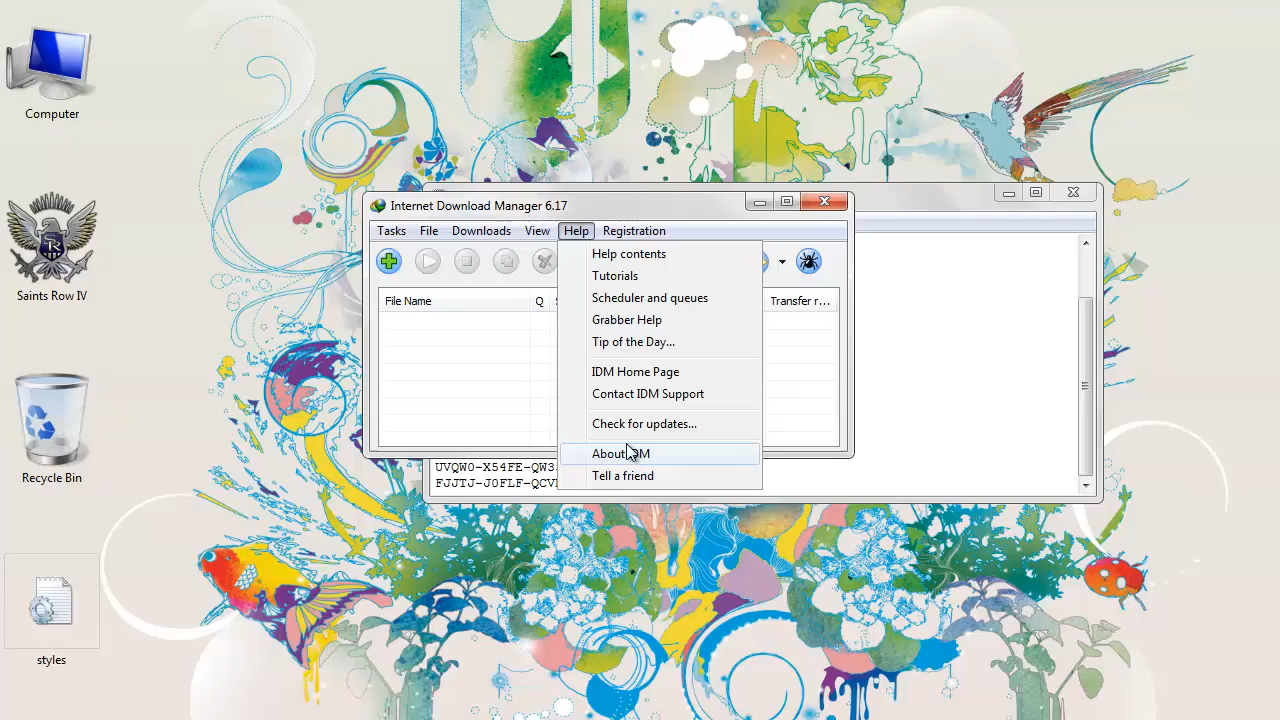 Computer
Saints Row IV
Recycle Bin
styles
Internet Download Manager 6.17
Tasks File Downloads View Help Registration
File Name Q Transfer r...
Help contents
Tutorials
Scheduler and queues
Grabber Help
Tip of the Day...
IDM Home Page
Contact IDM Support
Check for updates...
About IDM
Tell a friend
UVQW0-X54FE-QW3
FJJTJ-J0FLF-QCV